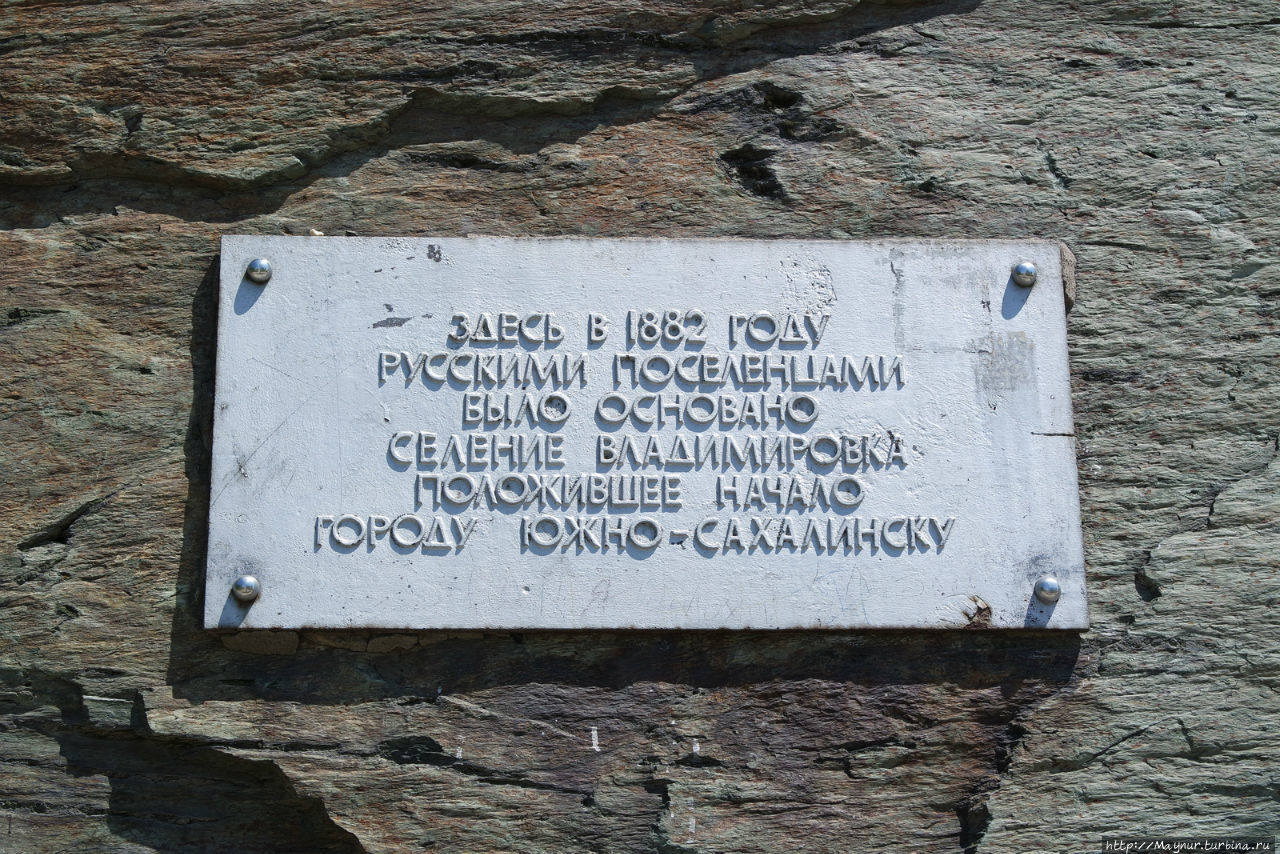 ЗДЕСЬ В 1882 ГОДУ
РУССКИМИ ПОСЕЛЕНЦАМИ
БЫЛО ОСНОВАНО
СЕЛЕНИЕ ВЛАДИМИРОВКА
ПОЛОЖИВШЕЕ НАЧАЛО
ГОРОДУ ЮЖНО-САХАЛИНСКУ
http://Maynur.turbina.ru